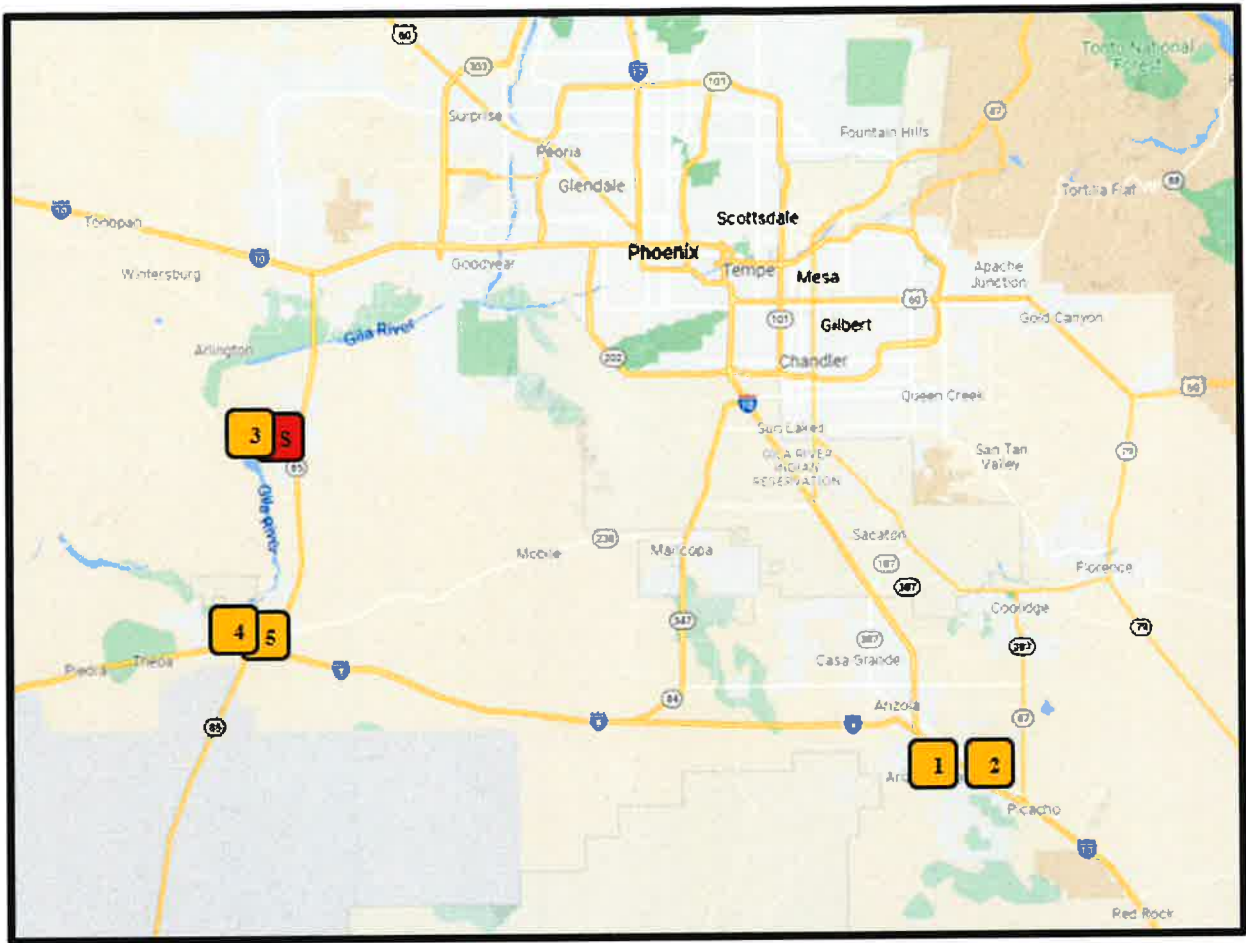 60
Tonto National
Forest
303
17
101
87
Surprise
Fountain Hills
Peoria
Glendale
Tortilla Flat
88
10
Tonopah
Scottsdale
Phoenix
Wintersburg
10
Goodyear
Tempe
Mesa
Apache
Junction
60
101
Gold Canyon
Gilbert
Gila River
Arlington
202
Chandler
60
Queen Creek
10
3
S
Sun Lakes
GILA RIVER
INDIAN
RESERVATION
San Tan
Valley
79
85
Gila River
238
Mobile
Maricopa
Sacaton
187
387
Florence
Coolidge
4
5
347
387
287
79
Piedra
Theba
8
Casa Grande
84
Arizola
87
85
8
8
1
2
Picacho
10
Red Rock